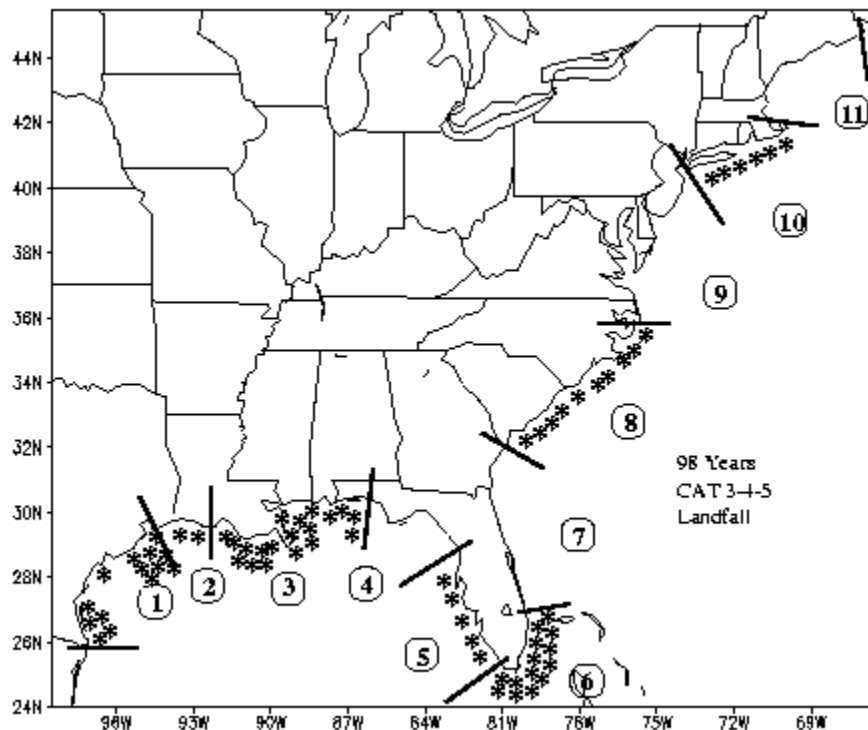 44N
42N
40N
38N
36N
34N
32N
30N
28N
26N
24N
11
10
9
8
98 Years
CAT 3-4-5
Landfall
7
1
2
3
4
5
6
96W
93W
90W
87W
84W
81W
78W
75W
72W
69W